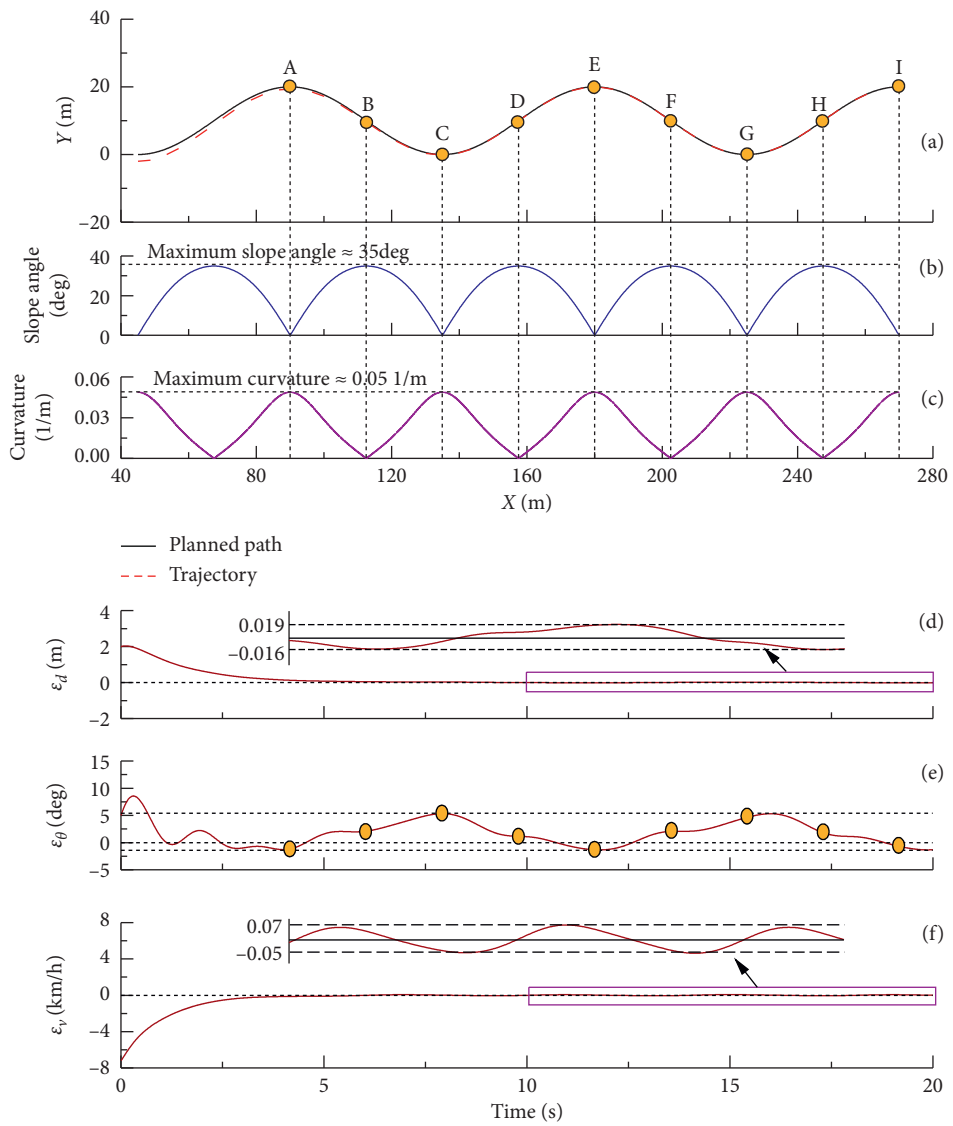 40
20
0
−20
Y (m)
A
B
C
D
E
F
G
H
I
(a)
Maximum slope angle ≈ 35deg
40
20
0
Slope angle
(deg)
(b)
Maximum curvature ≈ 0.05 1/m
0.06
0.03
0.00
Curvature
(1/m)
(c)
40
80
120
160
200
240
280
X (m)
Planned path
Trajectory
4
2
0
−2
ε_d (m)
0.019
−0.016
(d)
15
10
5
0
−5
ε_θ (deg)
(e)
8
4
0
−4
−8
ε_v (km/h)
0.07
−0.05
(f)
0
5
10
15
20
Time (s)